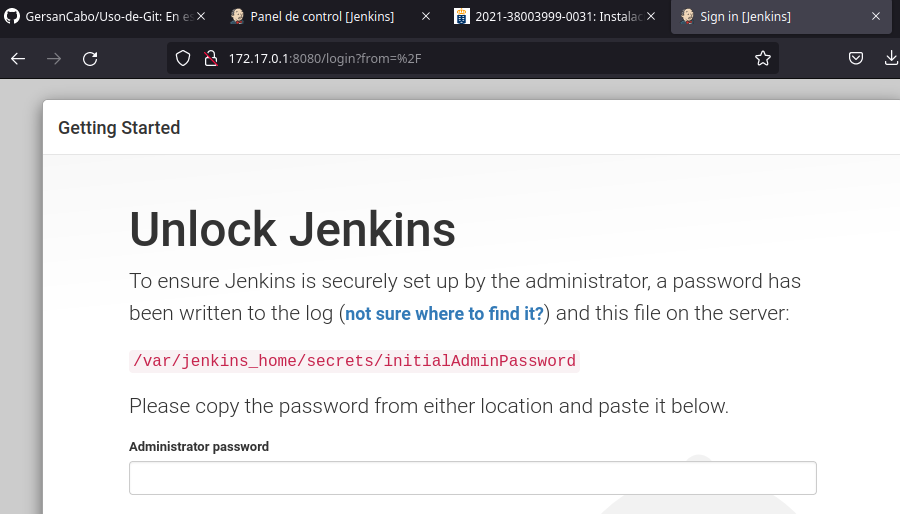 GersanCabo/Uso-de-Git: En es
Panel de control [Jenkins]
2021-38003999-0031: Instalac
Sign in [Jenkins]
172.17.0.1:8080/login?from=%2F
Getting Started
Unlock Jenkins
To ensure Jenkins is securely set up by the administrator, a password has
been written to the log (not sure where to find it?) and this file on the server:
/var/jenkins_home/secrets/initialAdminPassword
Please copy the password from either location and paste it below.
Administrator password